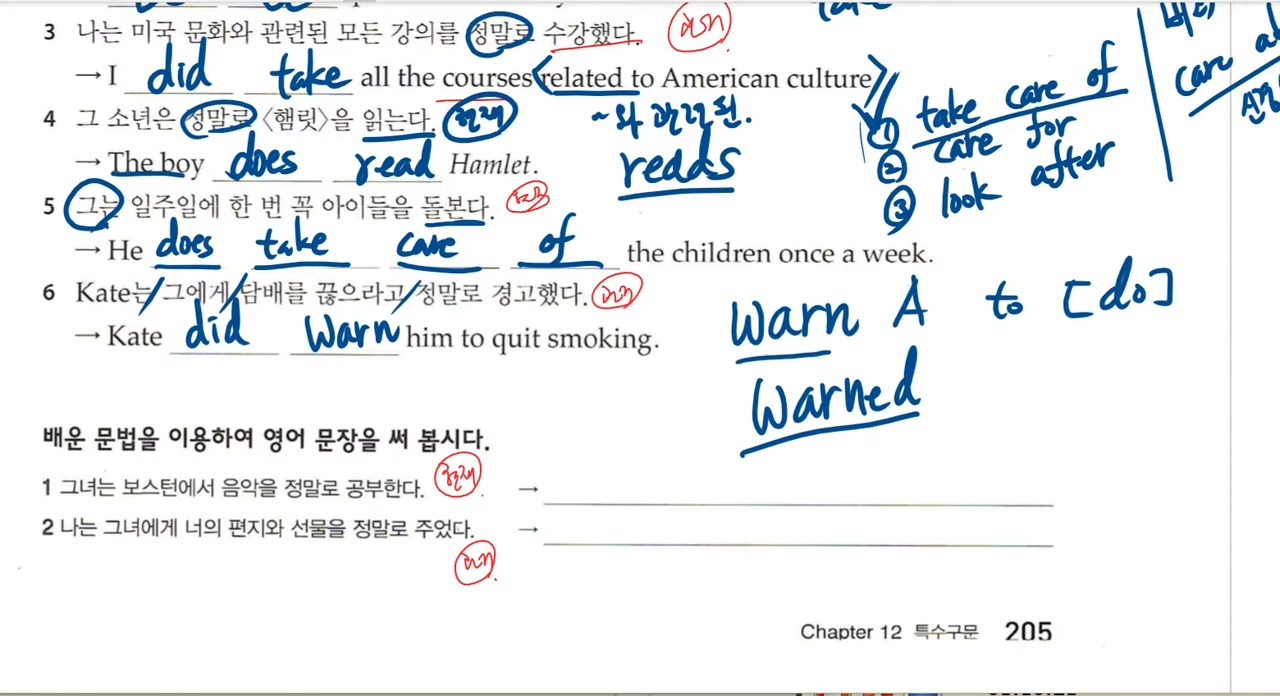 3 나는 미국 문화와 관련된 모든 강의를 정말로 수강했다. 과거
→ I did take all the courses related to American culture
~와 관련된.
4 그 소년은 정말로 〈햄릿〉을 읽는다. 현재
→ The boy does read Hamlet.
reads
① take care of
② care for
③ look after
care
5 그는 일주일에 한 번 꼭 아이들을 돌본다.
→ He does take care of the children once a week.
6 Kate는 그에게 담배를 끊으라고 정말로 경고했다. 과거
→ Kate did warn him to quit smoking.
warn A to [do]
warned
배운 문법을 이용하여 영어 문장을 써 봅시다.
1 그녀는 보스턴에서 음악을 정말로 공부한다. 현재 →
2 나는 그녀에게 너의 편지와 선물을 정말로 주었다. →
과거
Chapter 12 특수구문 205